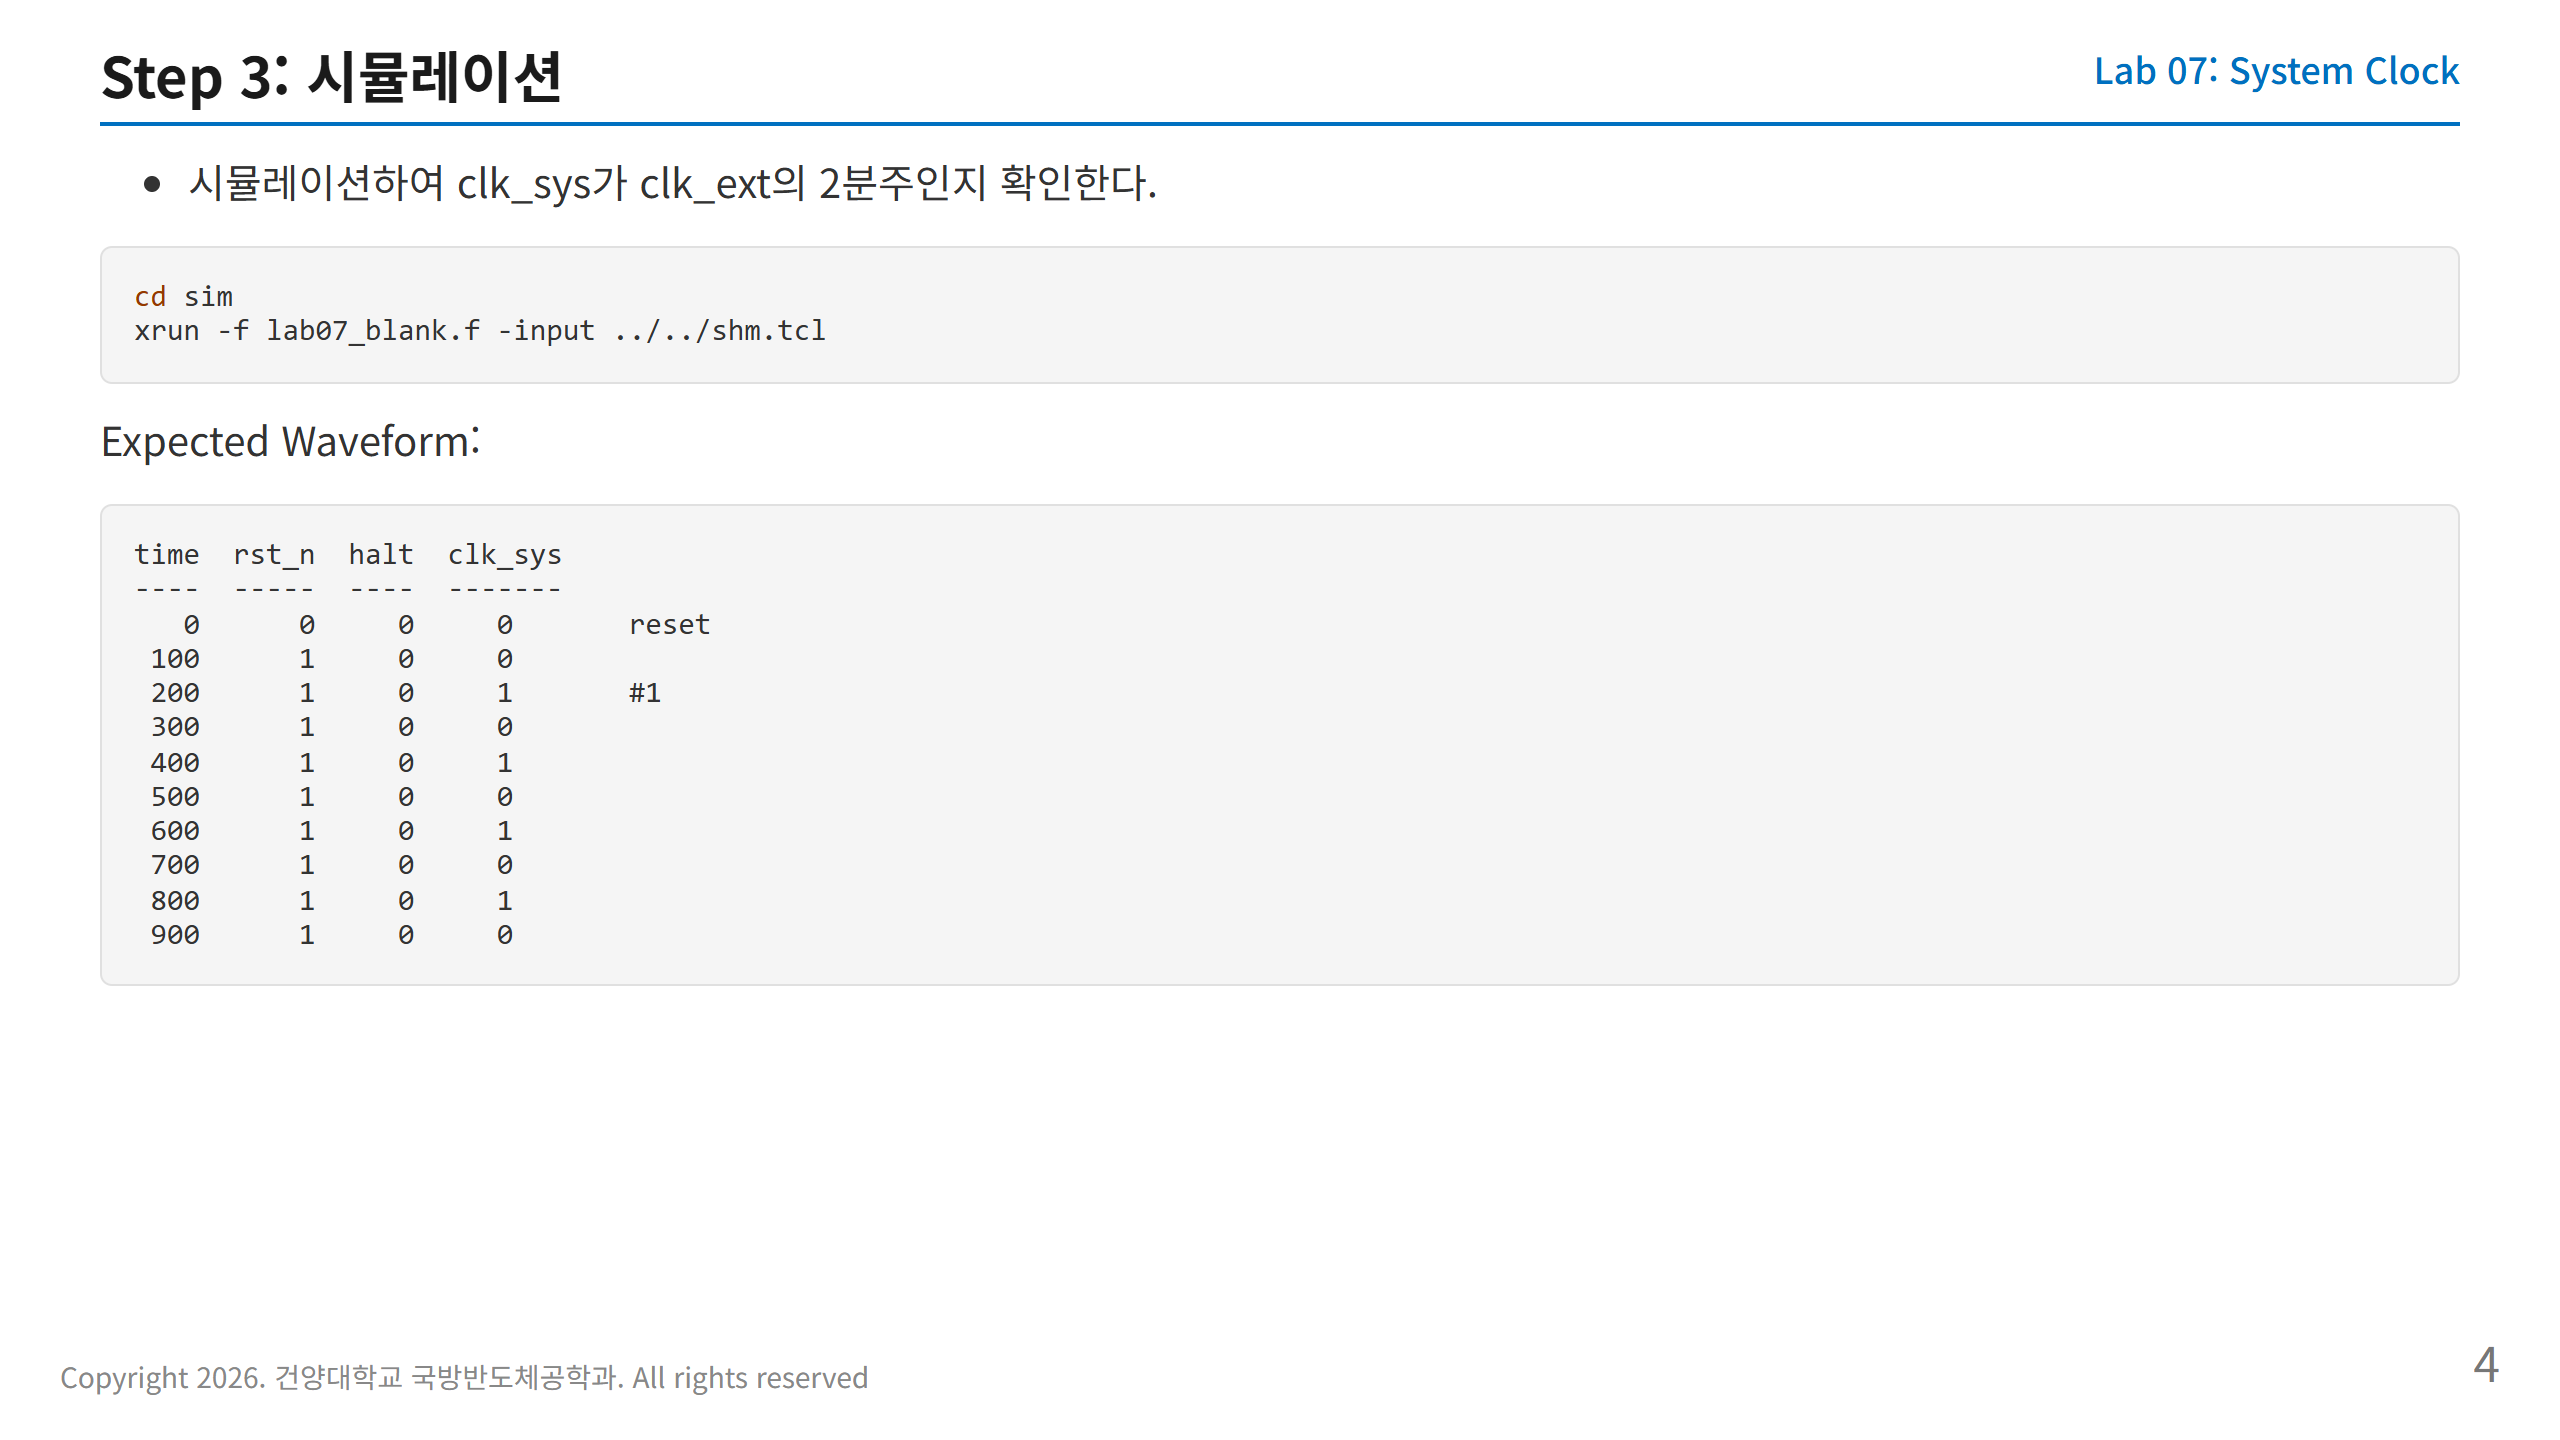 Step 3: 시뮬레이션
Lab 07: System Clock
• 시뮬레이션하여 clk_sys가 clk_ext의 2분주인지 확인한다.
cd sim
xrun -f lab07_blank.f -input ../../shm.tcl
Expected Waveform:
time  rst_n  halt  clk_sys
----  -----  ----  -------
   0      0     0     0       reset
 100      1     0     0
 200      1     0     1       #1
 300      1     0     0
 400      1     0     1
 500      1     0     0
 600      1     0     1
 700      1     0     0
 800      1     0     1
 900      1     0     0
Copyright 2026. 건양대학교 국방반도체공학과. All rights reserved
4